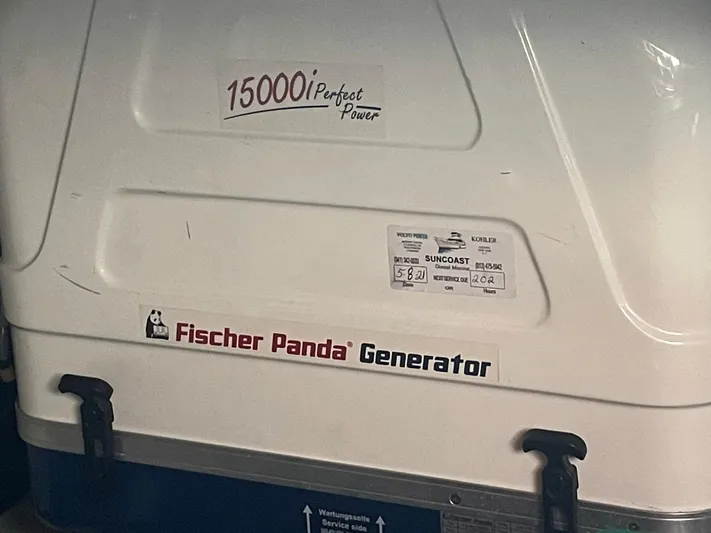 15000i Perfect
Power
VOLVO PENTA
KOHLER
SUNCOAST
Diesel Marine
5-8-21
NEXT SERVICE DUE
202
Date
OR
Hours
Fischer Panda® Generator
Wartungsseite
Service side